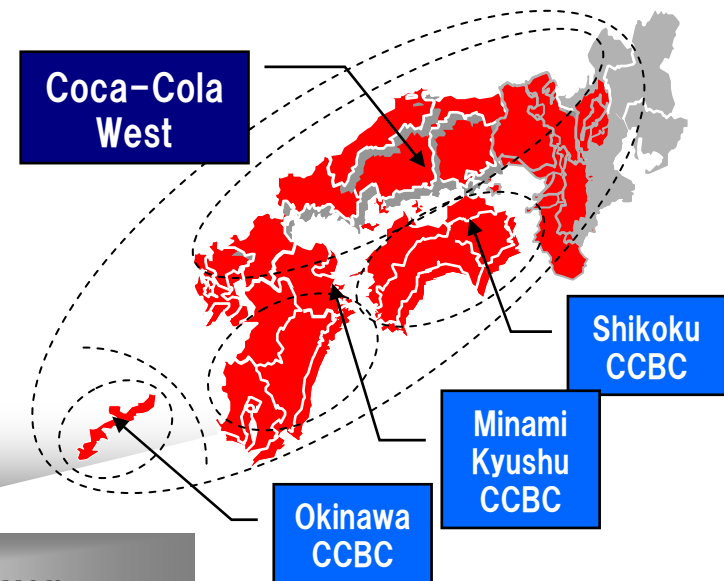 Coca-Cola
West
Shikoku
CCBC
Minami
Kyushu
CCBC
Okinawa
CCBC